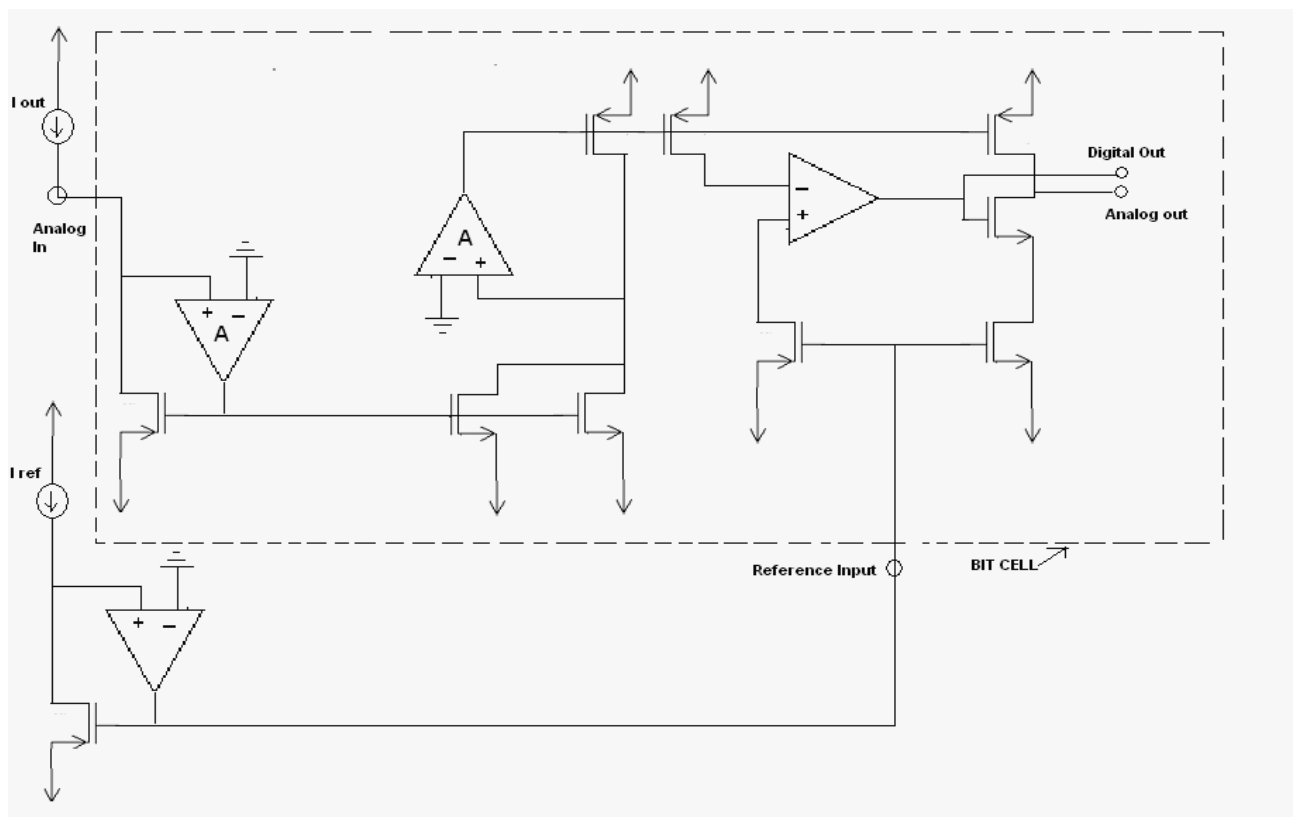 I out
Analog
In
A
−
+
A
+
−
−
+
Digital Out
Analog out
I ref
+
−
Reference Input
BIT CELL